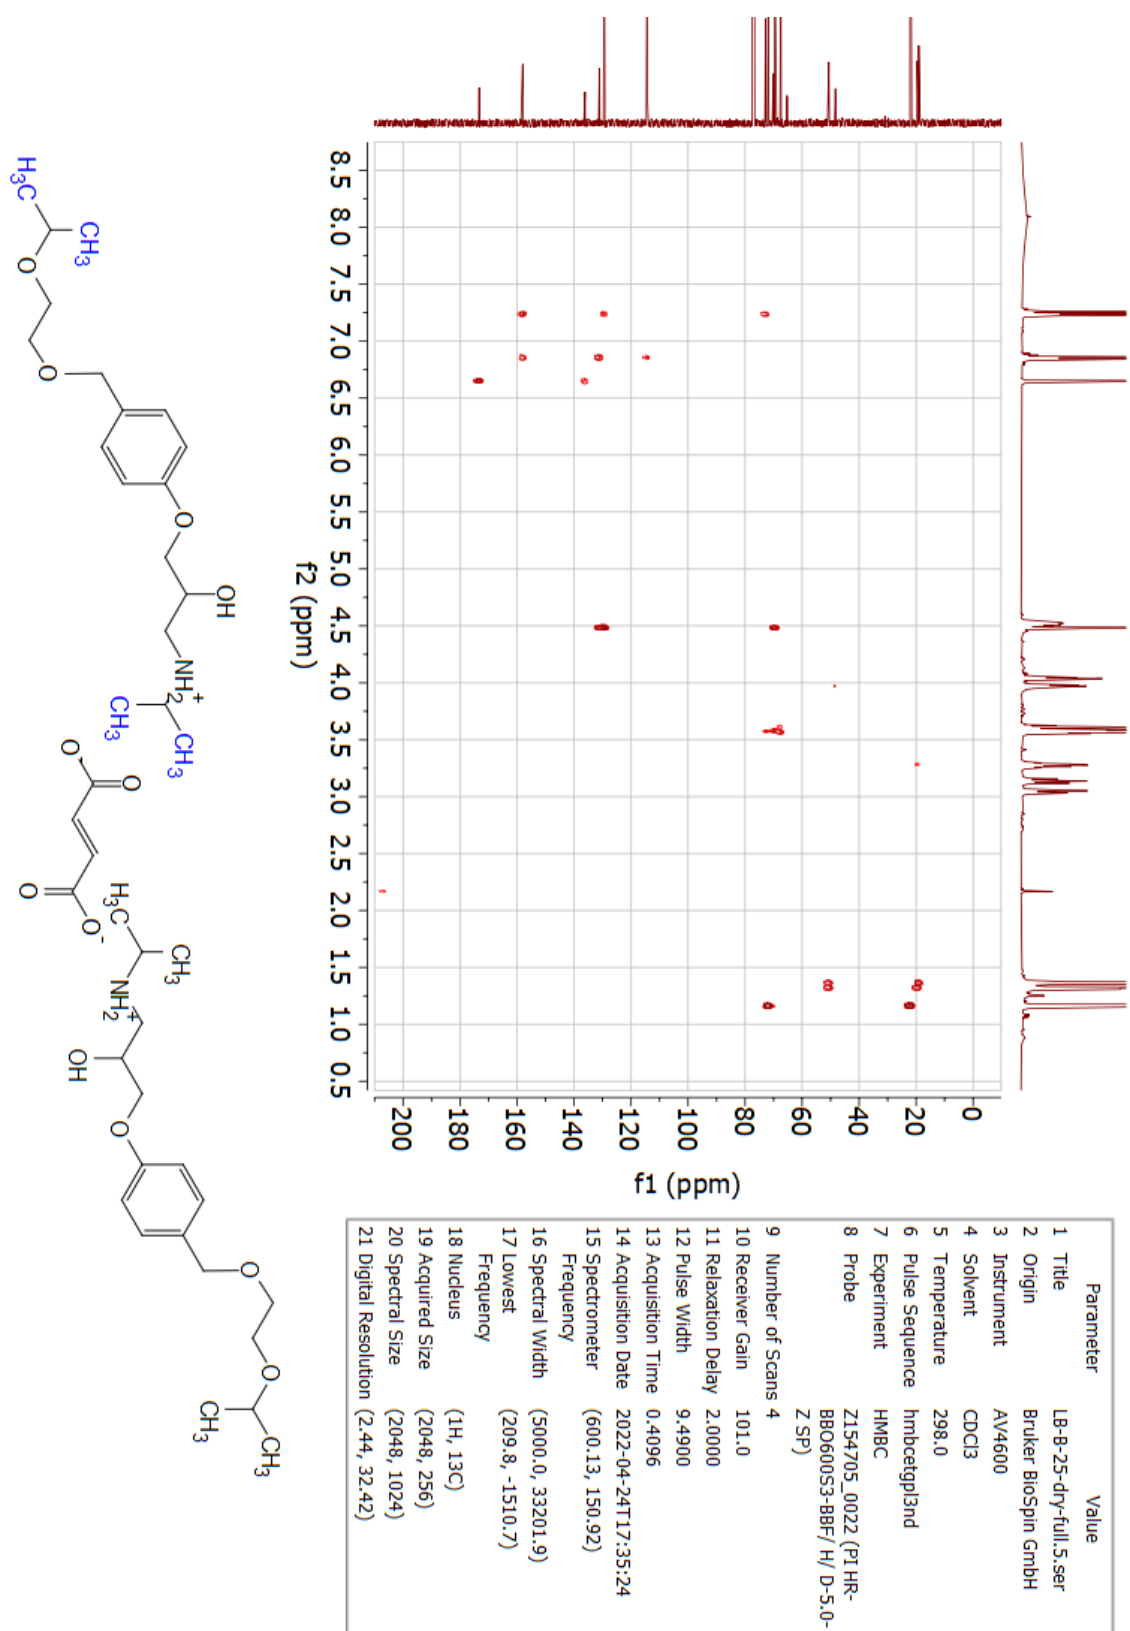 Parameter Value
1 Title LB-B-25-dry-full.5.ser
2 Origin Bruker BioSpin GmbH
3 Instrument AV4600
4 Solvent CDCl3
5 Temperature 298.0
6 Pulse Sequence hmbcetgpl3nd
7 Experiment HMBC
8 Probe Z154705_0022 (PI HR-
BBO600S3-BBF/ H/ D-5.0-
Z SP)
9 Number of Scans 4
10 Receiver Gain 101.0
11 Relaxation Delay 2.0000
12 Pulse Width 9.4900
13 Acquisition Time 0.4096
14 Acquisition Date 2022-04-24T17:35:24
15 Spectrometer (600.13, 150.92)
Frequency
16 Spectral Width (5000.0, 33201.9)
17 Lowest (209.8, -1510.7)
Frequency
18 Nucleus (1H, 13C)
19 Acquired Size (2048, 256)
20 Spectral Size (2048, 1024)
21 Digital Resolution (2.44, 32.42)
0
20
40
60
80
100
120
140
160
180
200
f1 (ppm)
8.5 8.0 7.5 7.0 6.5 6.0 5.5 5.0 4.5 4.0 3.5 3.0 2.5 2.0 1.5 1.0 0.5
f2 (ppm)
H3C
CH3
O
O
O
OH
NH2+
CH3
CH3
O
O
O
O-
H3C
CH3
NH2+
OH
O
O
O
CH3
CH3